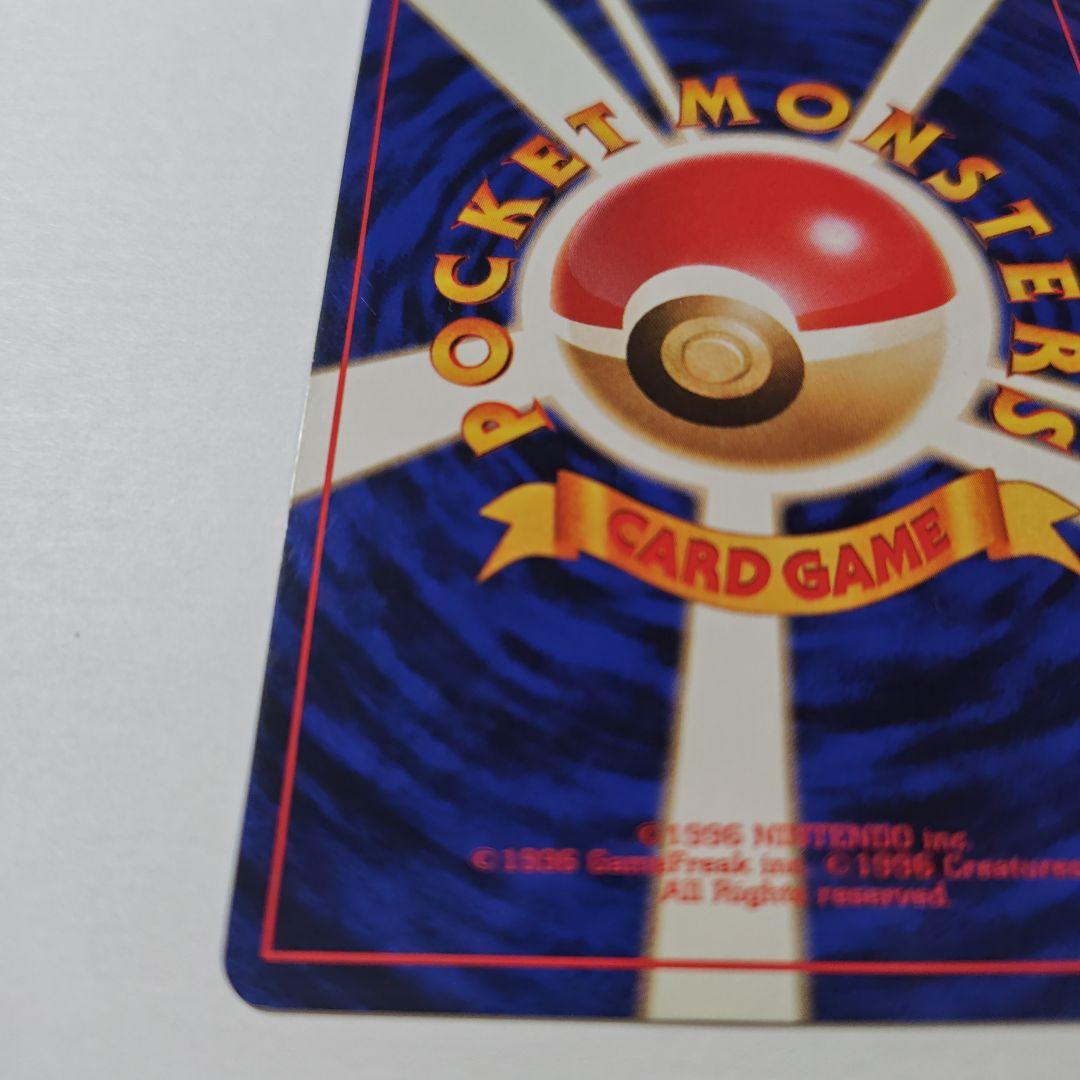 POCKET MONSTERS
CARD GAME
©1996 NINTENDO inc.
©1996 GameFreak inc. ©1996 Creatures
All Rights reserved.